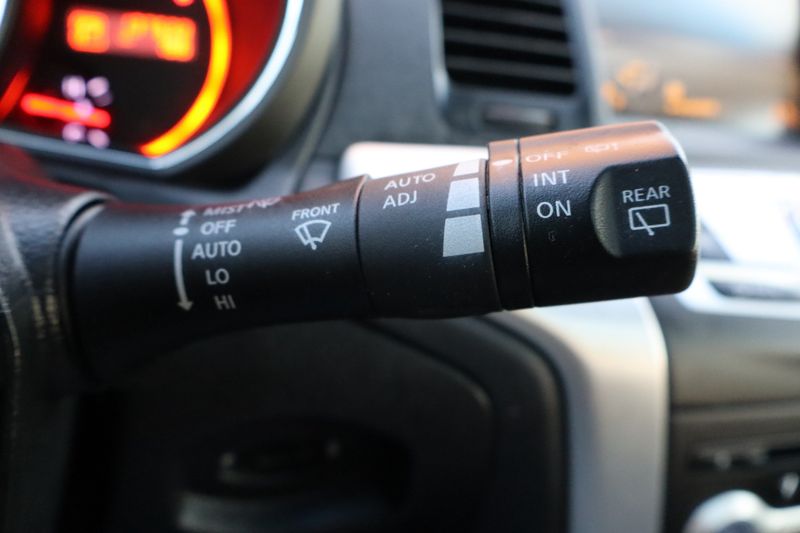 MIST
OFF
AUTO
LO
HI
FRONT
AUTO
ADJ
OFF
INT
ON
REAR